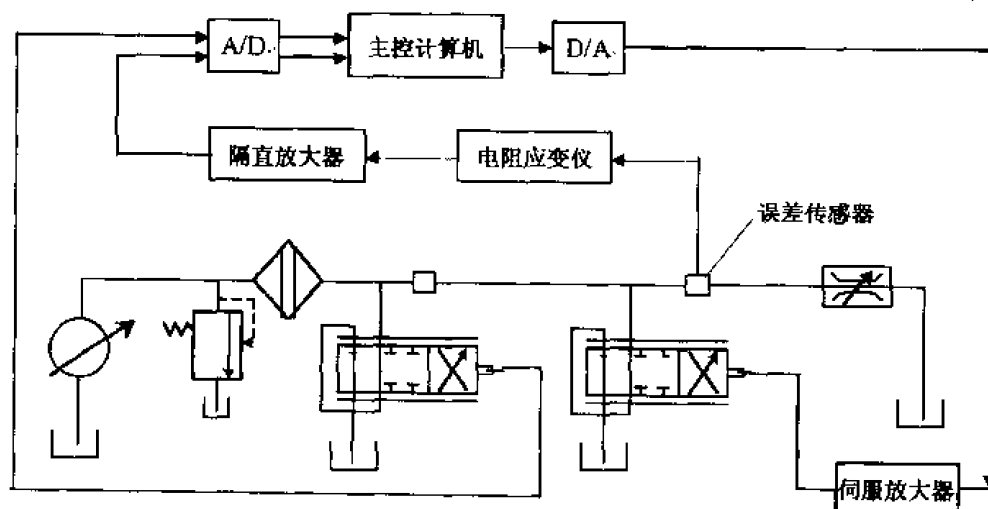 A/D
主控计算机
D/A
隔直放大器
电阻应变仪
误差传感器
伺服放大器